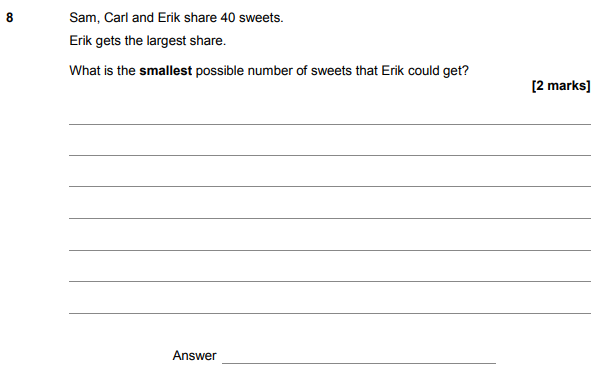 8 Sam, Carl and Erik share 40 sweets.
Erik gets the largest share.
What is the smallest possible number of sweets that Erik could get?
[2 marks]
Answer